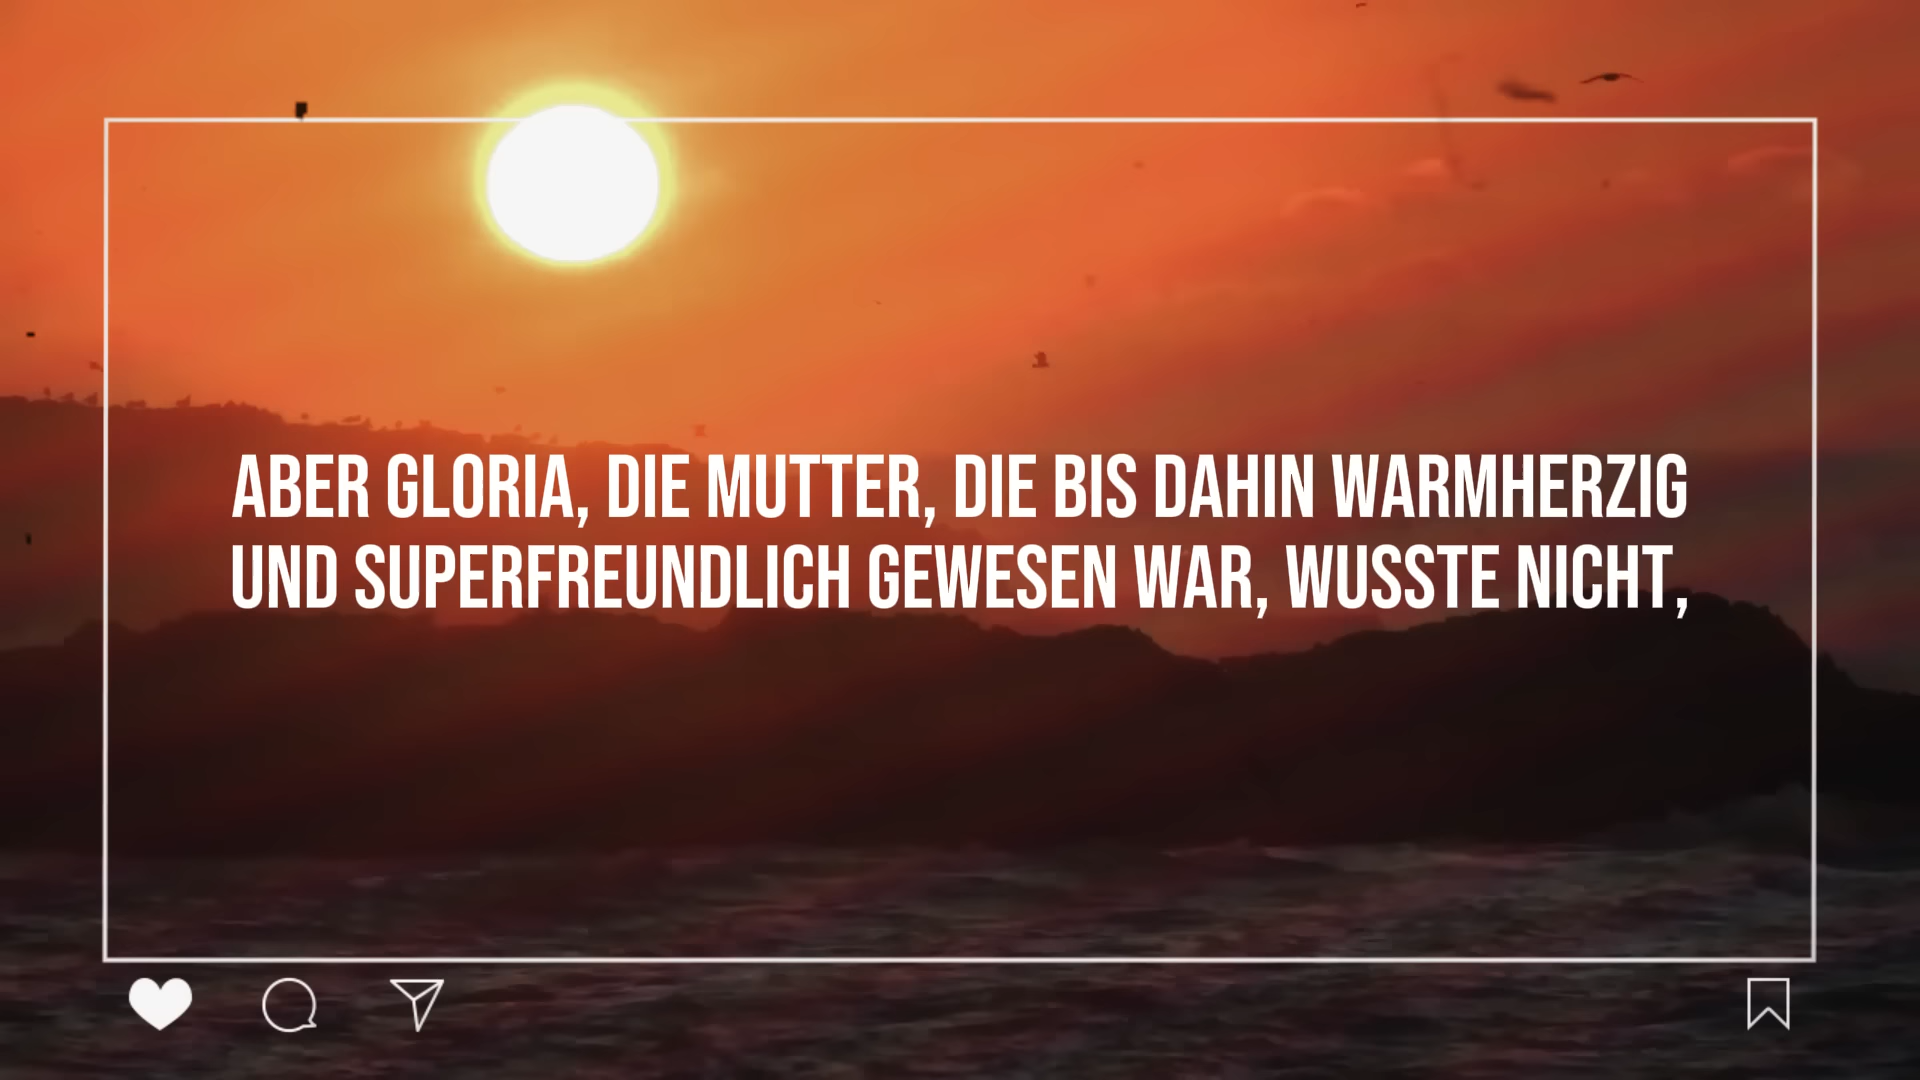 ABER GLORIA, DIE MUTTER, DIE BIS DAHIN WARMHERZIG
UND SUPERFREUNDLICH GEWESEN WAR, WUSSTE NICHT,